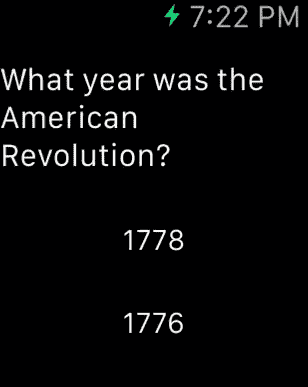 7:22 PM
What year was the
American
Revolution?
1778
1776